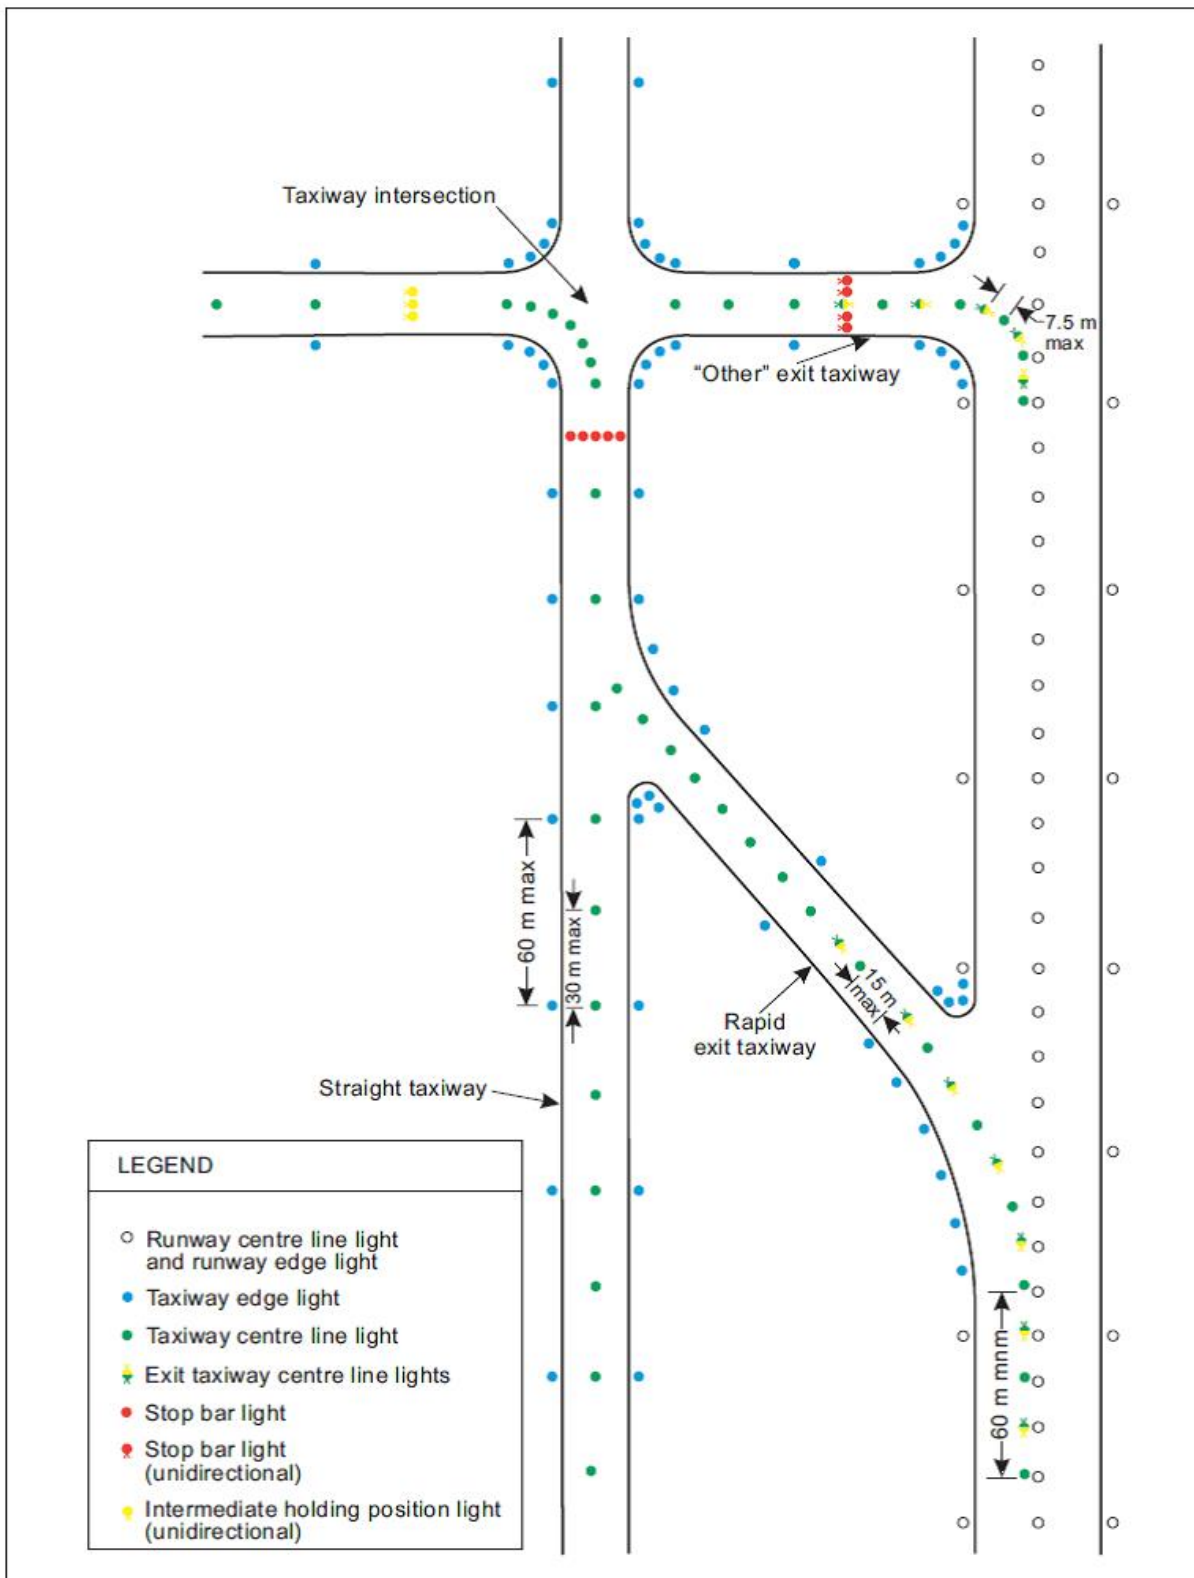 Taxiway intersection
7.5 m
max
"Other" exit taxiway
60 m max
30 m max
15 m
max
Rapid
exit taxiway
Straight taxiway
60 m mnm
LEGEND
Runway centre line light
and runway edge light
Taxiway edge light
Taxiway centre line light
Exit taxiway centre line lights
Stop bar light
Stop bar light
(unidirectional)
Intermediate holding position light
(unidirectional)